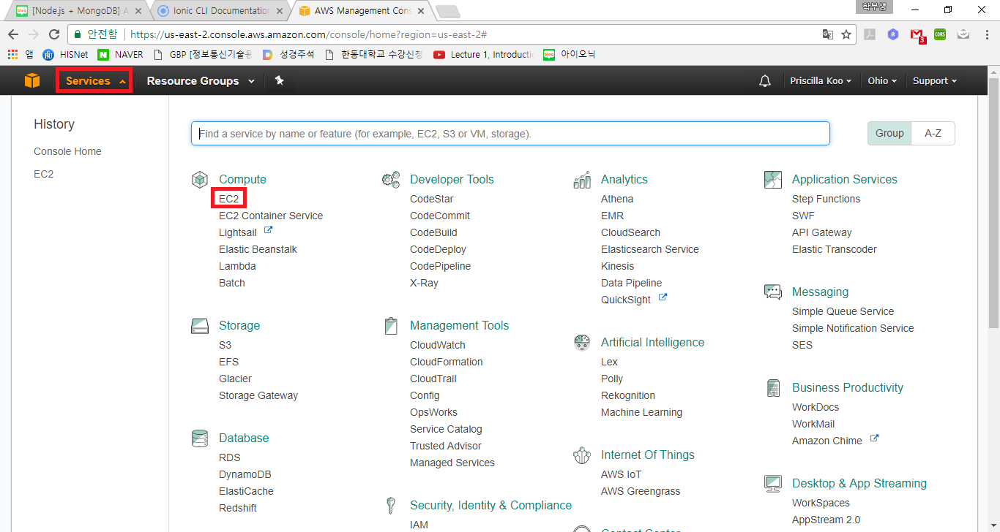 [Node.js + MongoDB] A
Ionic CLI Documentation
AWS Management Cons
학부생
안전함
https://us-east-2.console.aws.amazon.com/console/home?region=us-east-2#
앱
HISNet
NAVER
GBP [정보통신기술용
성경주석
한동대학교 수강신청
Lecture 1, Introducti
아이오닉
Services
Resource Groups
Priscilla Koo
Ohio
Support
History
Console Home
EC2
Find a service by name or feature (for example, EC2, S3 or VM, storage).
Group
A-Z
Compute
EC2
EC2 Container Service
Lightsail
Elastic Beanstalk
Lambda
Batch
Storage
S3
EFS
Glacier
Storage Gateway
Database
RDS
DynamoDB
ElastiCache
Redshift
Developer Tools
CodeStar
CodeCommit
CodeBuild
CodeDeploy
CodePipeline
X-Ray
Management Tools
CloudWatch
CloudFormation
CloudTrail
Config
OpsWorks
Service Catalog
Trusted Advisor
Managed Services
Security, Identity & Compliance
IAM
Analytics
Athena
EMR
CloudSearch
Elasticsearch Service
Kinesis
Data Pipeline
QuickSight
Artificial Intelligence
Lex
Polly
Rekognition
Machine Learning
Internet Of Things
AWS IoT
AWS Greengrass
Contact Center
Application Services
Step Functions
SWF
API Gateway
Elastic Transcoder
Messaging
Simple Queue Service
Simple Notification Service
SES
Business Productivity
WorkDocs
WorkMail
Amazon Chime
Desktop & App Streaming
WorkSpaces
AppStream 2.0